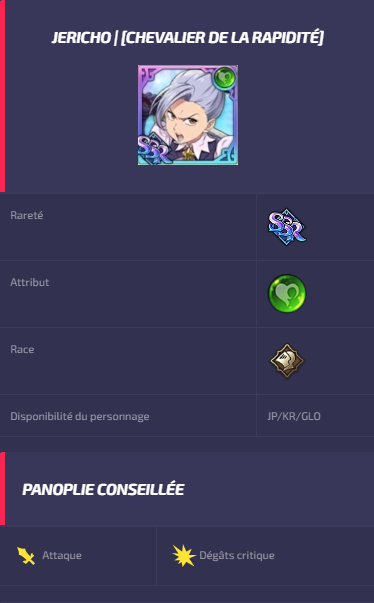 JERICHO | [CHEVALIER DE LA RAPIDITÉ]
SSR
Rareté
SSR
Attribut
Race
Disponibilité du personnage
JP/KR/GLO
PANOPLIE CONSEILLÉE
Attaque
Dégâts critique